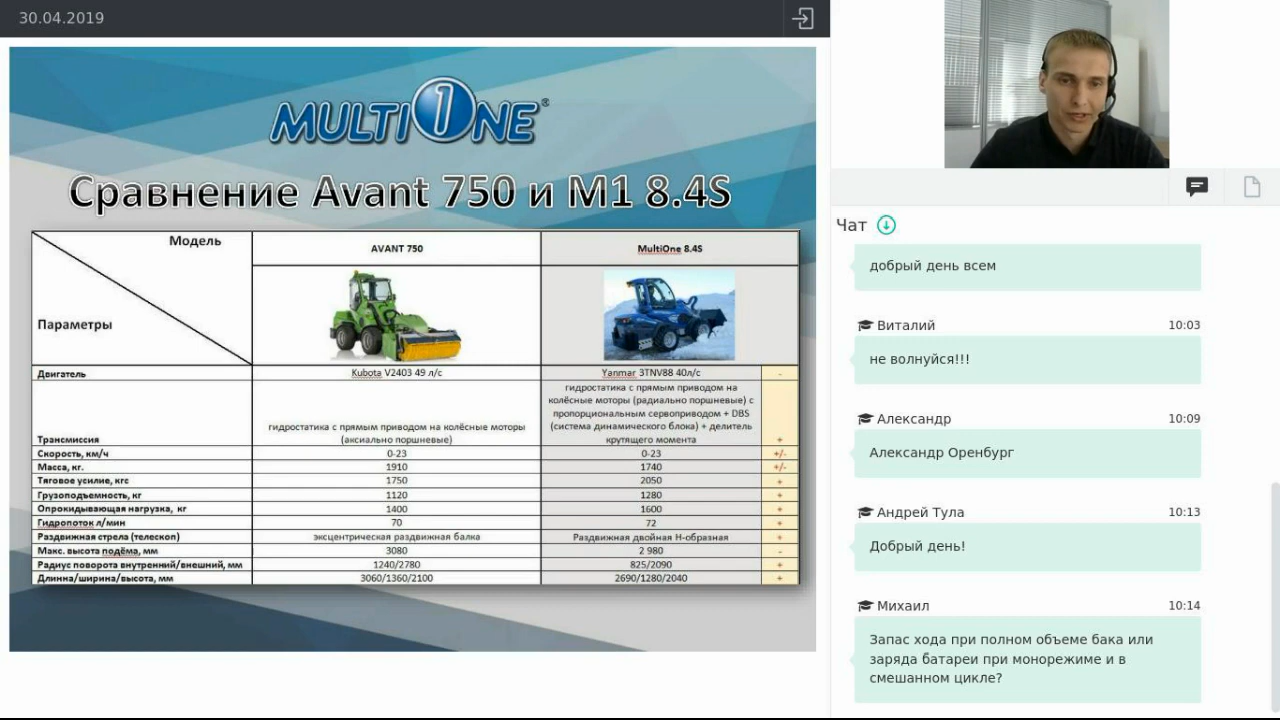 30.04.2019
MULTIONE®
Сравнение Avant 750 и М1 8.4S
Модель
Параметры
AVANT 750
MultiOne 8.4S
Двигатель
Kubota V2403 49 л/с
Yanmar 3TNV88 40л/с
-
Трансмиссия
гидростатика с прямым приводом на колёсные моторы
(аксиально поршневые)
гидростатика с прямым приводом на
колёсные моторы (радиально поршневые) с
пропорциональным сервоприводом + DBS
(система динамического блока) + делитель
крутящего момента
+
Скорость, км/ч
0-23
0-23
+/-
Масса, кг.
1910
1740
+/-
Тяговое усилие, кгс
1750
2050
+
Грузоподъемность, кг
1120
1280
+
Опрокидывающая нагрузка, кг
1400
1600
+
Гидропоток л/мин
70
72
+
Раздвижная стрела (телескоп)
эксцентрическая раздвижная балка
Раздвижная двойная Н-образная
+
Макс. высота подёма, мм
3080
2 980
-
Радиус поворота внутренний/внешний, мм
1240/2780
825/2090
+
Длинна/ширина/высота, мм
3060/1360/2100
2690/1280/2040
+
Чат
добрый день всем
Виталий 10:03
не волнуйся!!!
Александр 10:09
Александр Оренбург
Андрей Тула 10:13
Добрый день!
Михаил 10:14
Запас хода при полном объеме бака или
заряда батареи при монорежиме и в
смешанном цикле?